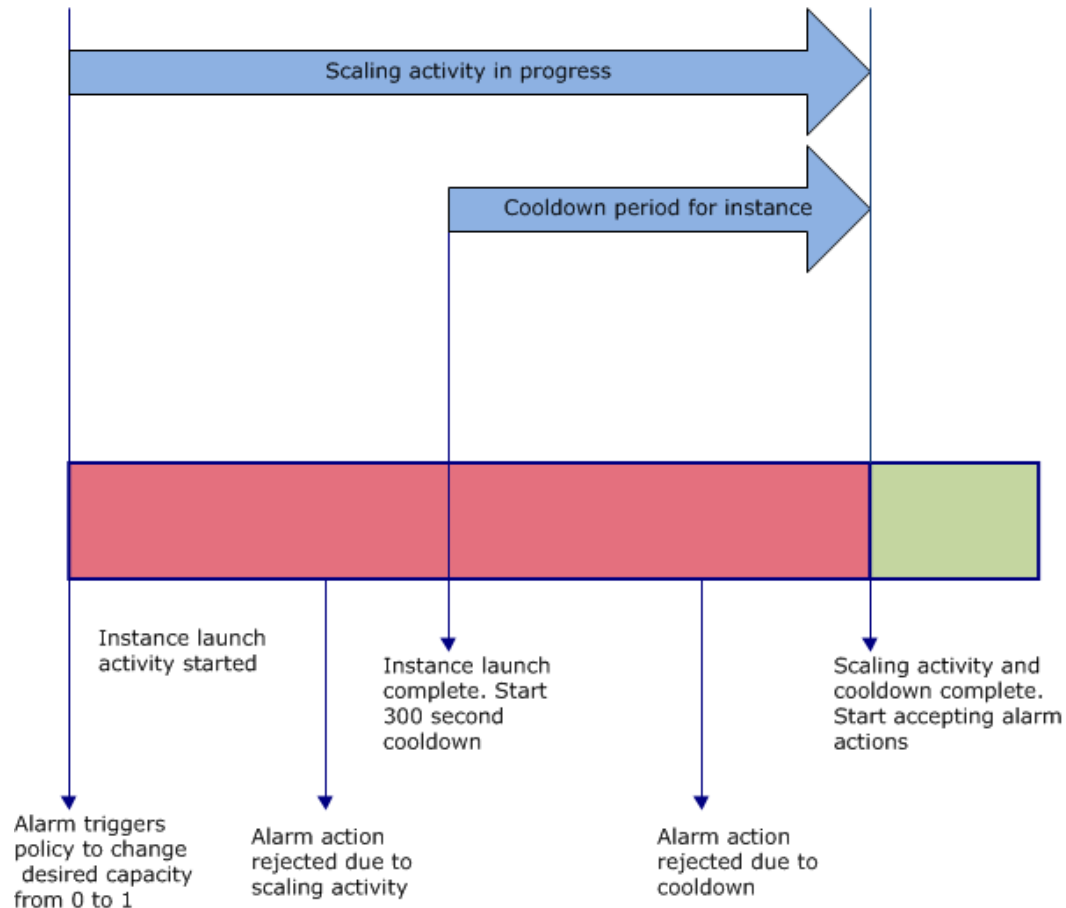 Scaling activity in progress
Cooldown period for instance
Instance launch
activity started
Instance launch
complete. Start
300 second
cooldown
Scaling activity and
cooldown complete.
Start accepting alarm
actions
Alarm triggers
policy to change
desired capacity
from 0 to 1
Alarm action
rejected due to
scaling activity
Alarm action
rejected due to
cooldown